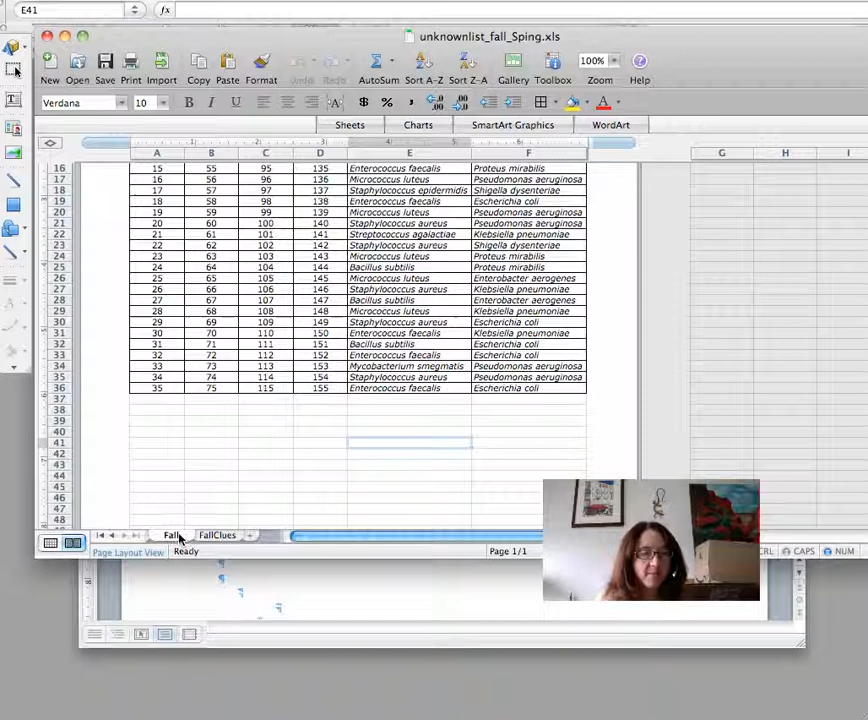 E41 fx
unknownlist_fall_Sping.xls
New Open Save Print Import Copy Paste Format Undo Redo AutoSum Sort A-Z Sort Z-A Gallery Toolbox Zoom Help
100%
Verdana 10 B I U A $ % , A
Sheets Charts SmartArt Graphics WordArt
A B C D E F G H I
16 15 55 95 135 Enterococcus faecalis Proteus mirabilis
17 16 56 96 136 Micrococcus luteus Pseudomonas aeruginosa
18 17 57 97 137 Staphylococcus epidermidis Shigella dysenteriae
19 18 58 98 138 Enterococcus faecalis Escherichia coli
20 19 59 99 139 Micrococcus luteus Pseudomonas aeruginosa
21 20 60 100 140 Staphylococcus aureus Pseudomonas aeruginosa
22 21 61 101 141 Streptococcus agalactiae Klebsiella pneumoniae
23 22 62 102 142 Staphylococcus aureus Shigella dysenteriae
24 23 63 103 143 Micrococcus luteus Proteus mirabilis
25 24 64 104 144 Bacillus subtilis Proteus mirabilis
26 25 65 105 145 Micrococcus luteus Enterobacter aerogenes
27 26 66 106 146 Staphylococcus aureus Klebsiella pneumoniae
28 27 67 107 147 Bacillus subtilis Enterobacter aerogenes
29 28 68 108 148 Micrococcus luteus Klebsiella pneumoniae
30 29 69 109 149 Staphylococcus aureus Escherichia coli
31 30 70 110 150 Enterococcus faecalis Klebsiella pneumoniae
32 31 71 111 151 Bacillus subtilis Escherichia coli
33 32 72 112 152 Enterococcus faecalis Escherichia coli
34 33 73 113 153 Mycobacterium smegmatis Pseudomonas aeruginosa
35 34 74 114 154 Staphylococcus aureus Pseudomonas aeruginosa
36 35 75 115 155 Enterococcus faecalis Escherichia coli
37
38
39
40
41
42
43
44
45
46
47
48
Fall FallClues
Page Layout View Ready Page 1/1 CRL CAPS NUM